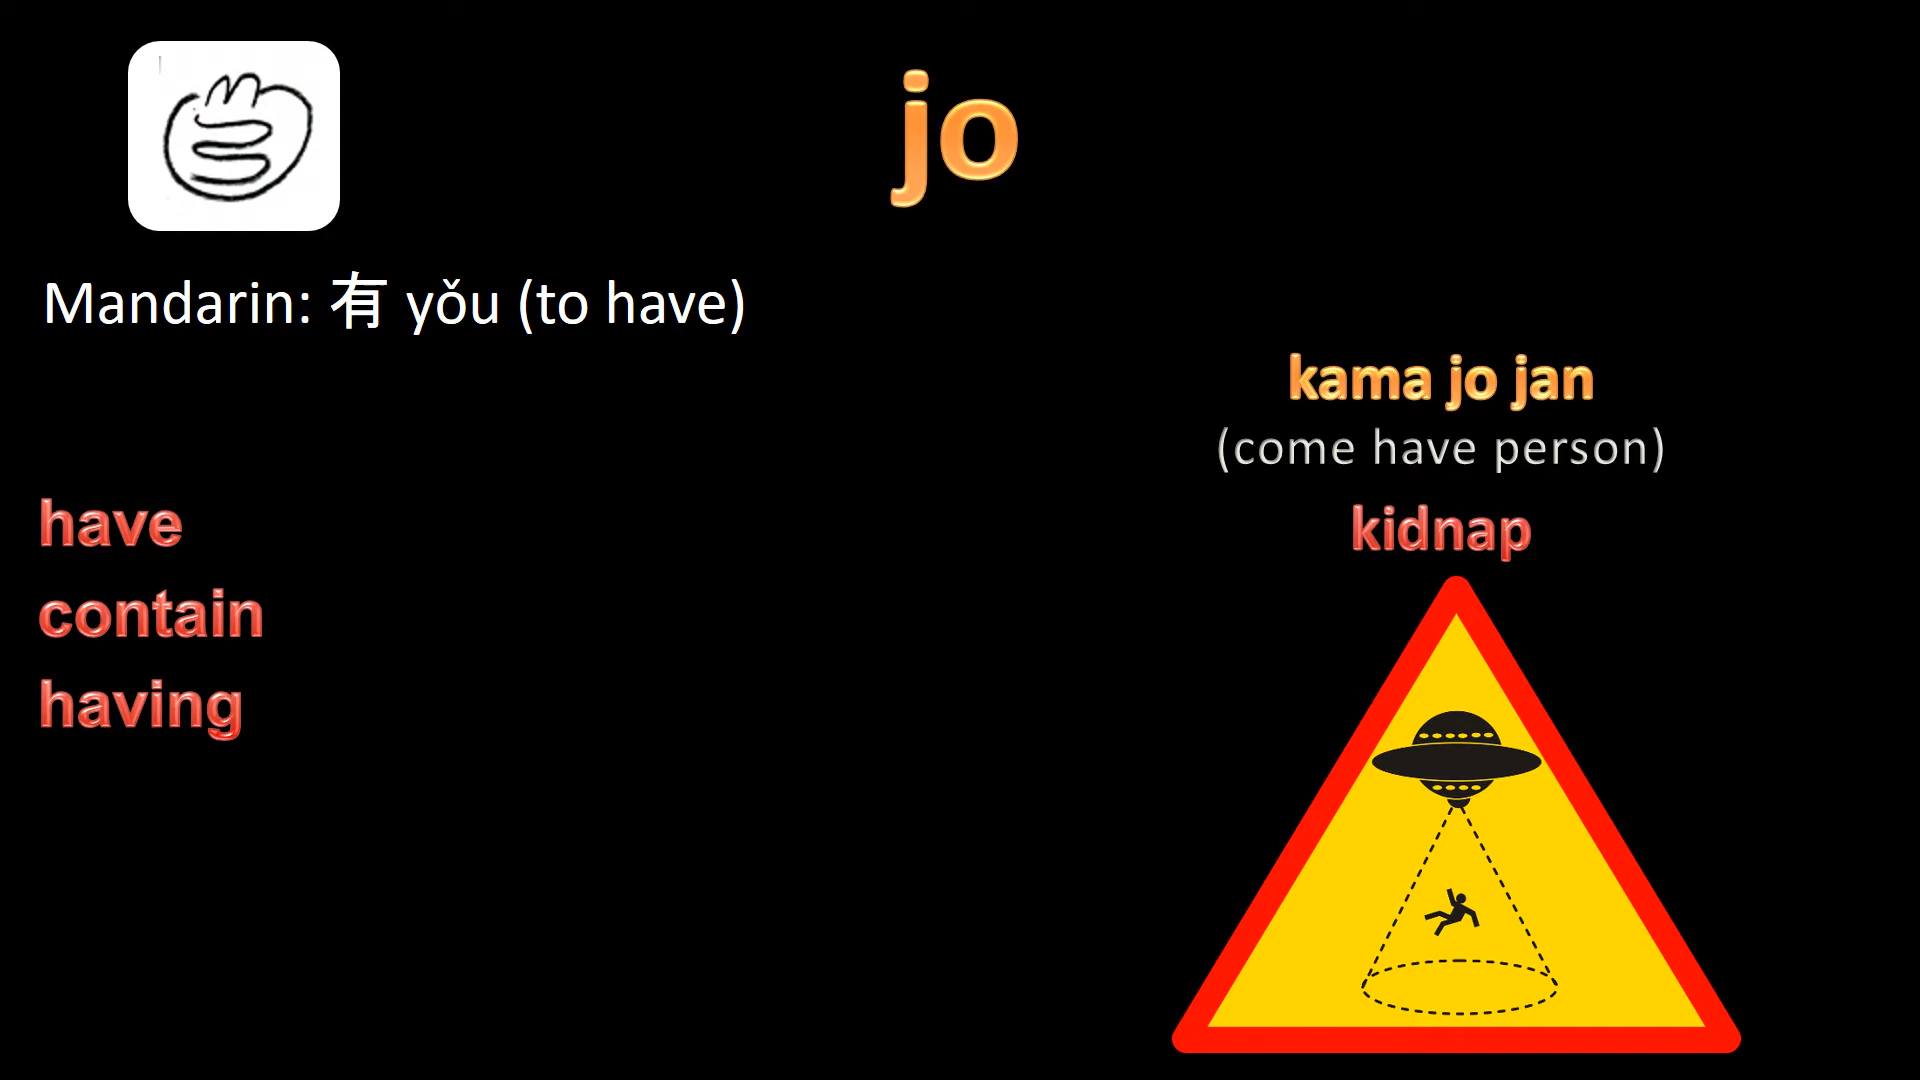 jo
Mandarin: 有 yǒu (to have)
have
contain
having
kama jo jan
(come have person)
kidnap